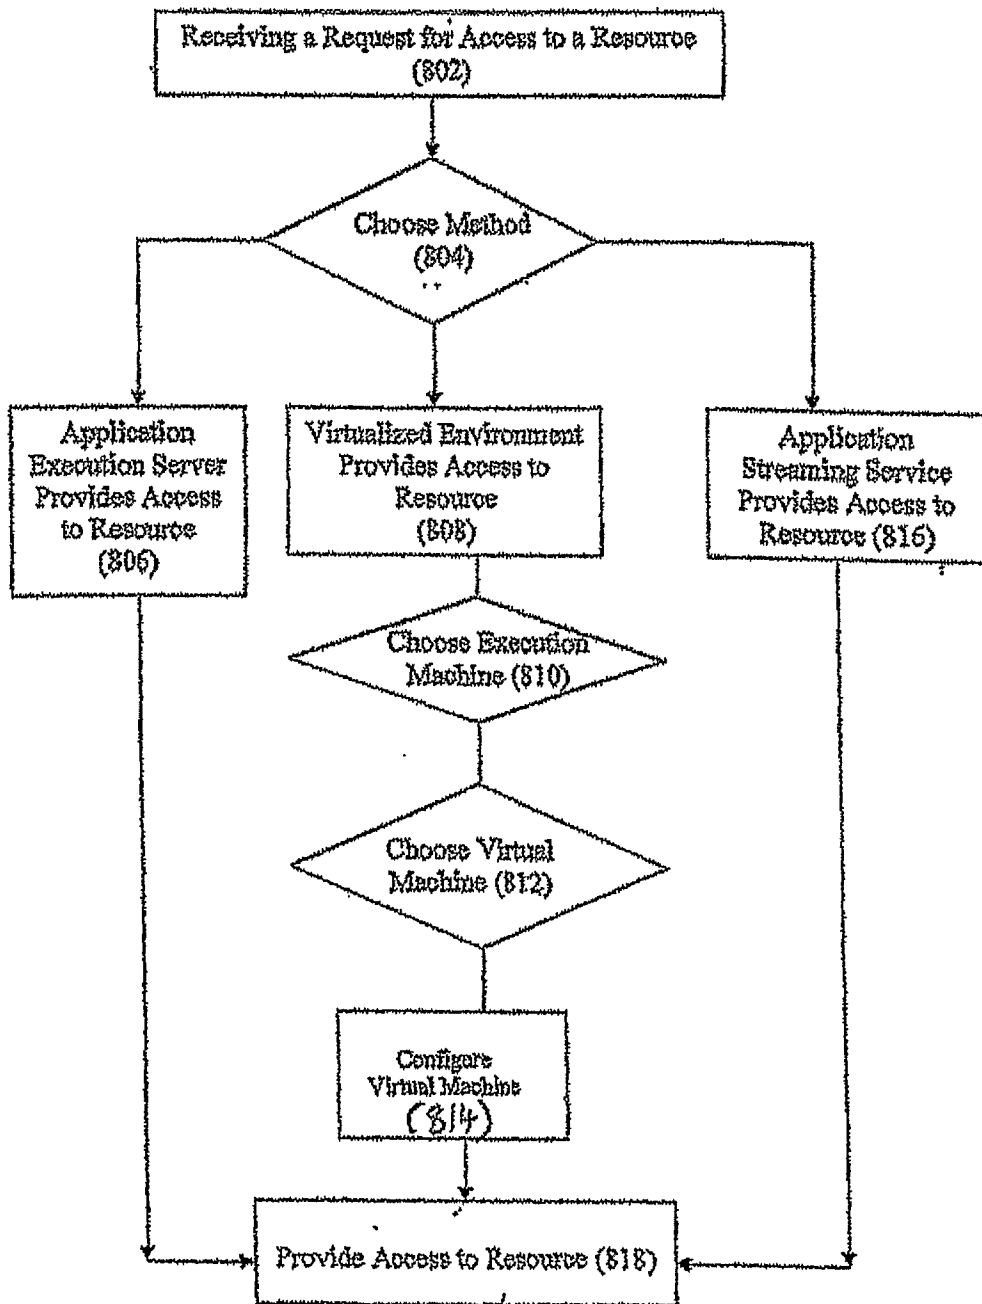 Receiving a Request for Access to a Resource
(802)
Choose Method
(804)
Application
Execution Server
Provides Access
to Resource
(806)
Virtualized Environment
Provides Access to
Resource
(808)
Application
Streaming Service
Provides Access to
Resource (816)
Choose Execution
Machine (810)
Choose Virtual
Machine (812)
Configure
Virtual Machine
(814)
Provide Access to Resource (818)